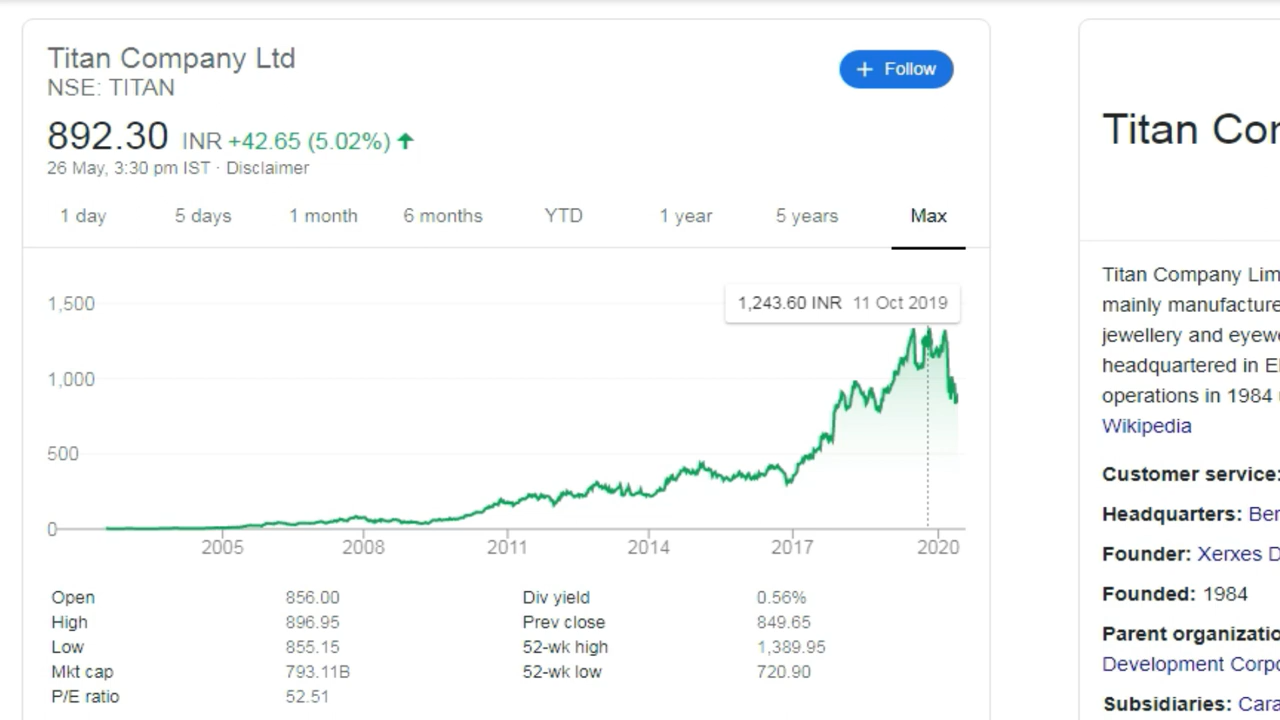 Titan Company Ltd
NSE: TITAN
+ Follow
892.30 INR +42.65 (5.02%)
26 May, 3:30 pm IST · Disclaimer
1 day 5 days 1 month 6 months YTD 1 year 5 years Max
1,243.60 INR 11 Oct 2019
1,500
1,000
500
0
2005 2008 2011 2014 2017 2020
Open 856.00 Div yield 0.56%
High 896.95 Prev close 849.65
Low 855.15 52-wk high 1,389.95
Mkt cap 793.11B 52-wk low 720.90
P/E ratio 52.51
Titan Cor
Titan Company Lim
mainly manufacture
jewellery and eyewe
headquartered in El
operations in 1984
Wikipedia
Customer service:
Headquarters: Ben
Founder: Xerxes D
Founded: 1984
Parent organizatio
Development Corpo
Subsidiaries: Cara